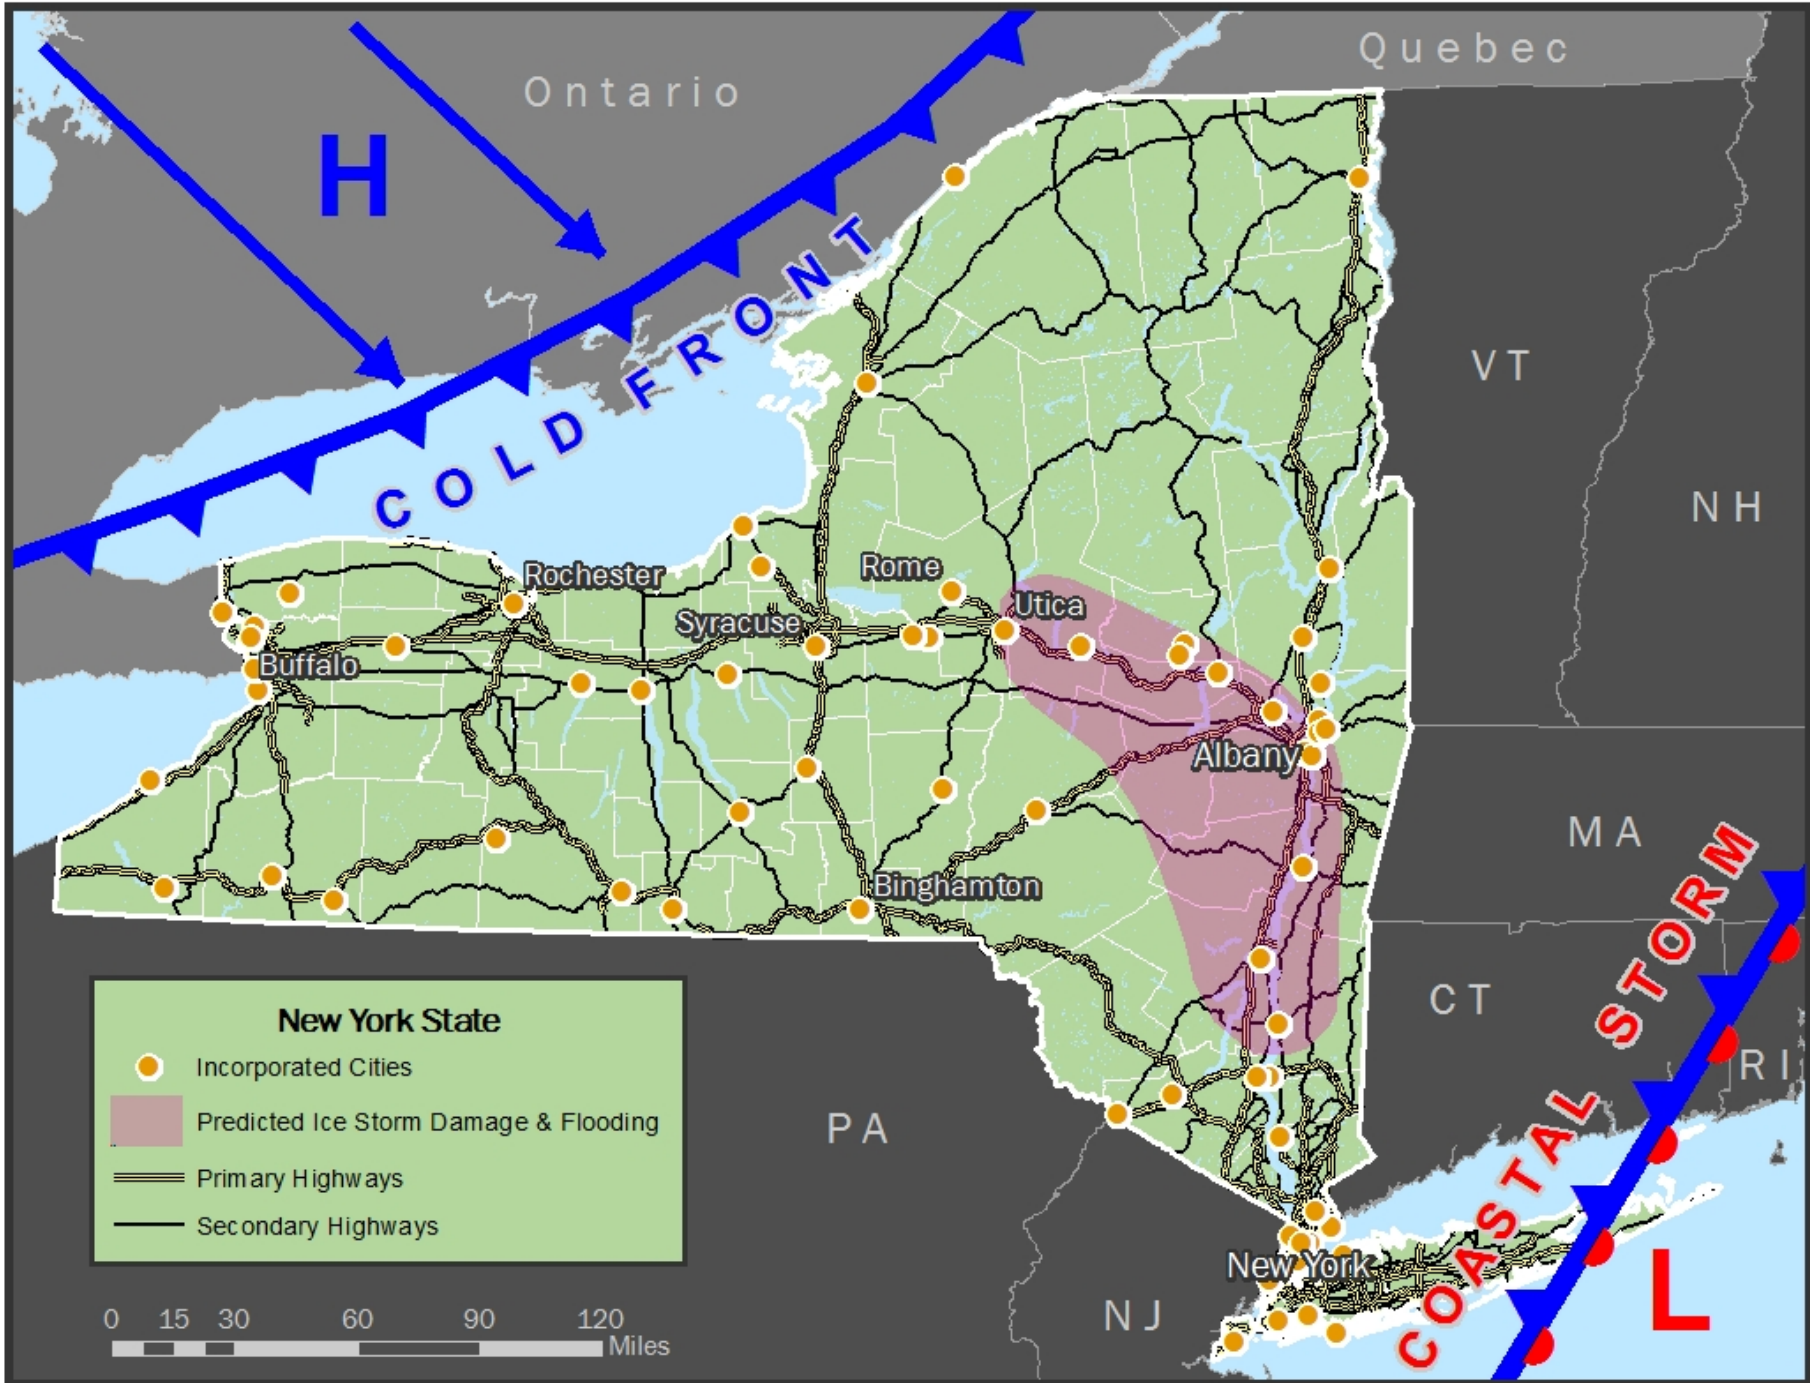 Quebec
Ontario
H
COLD FRONT
VT
NH
Rochester
Rome
Utica
Syracuse
Buffalo
Albany
MA
Binghamton
COASTAL STORM
CT
RI
PA
New York
NJ
L
New York State
Incorporated Cities
Predicted Ice Storm Damage & Flooding
Primary Highways
Secondary Highways
0 15 30 60 90 120
Miles